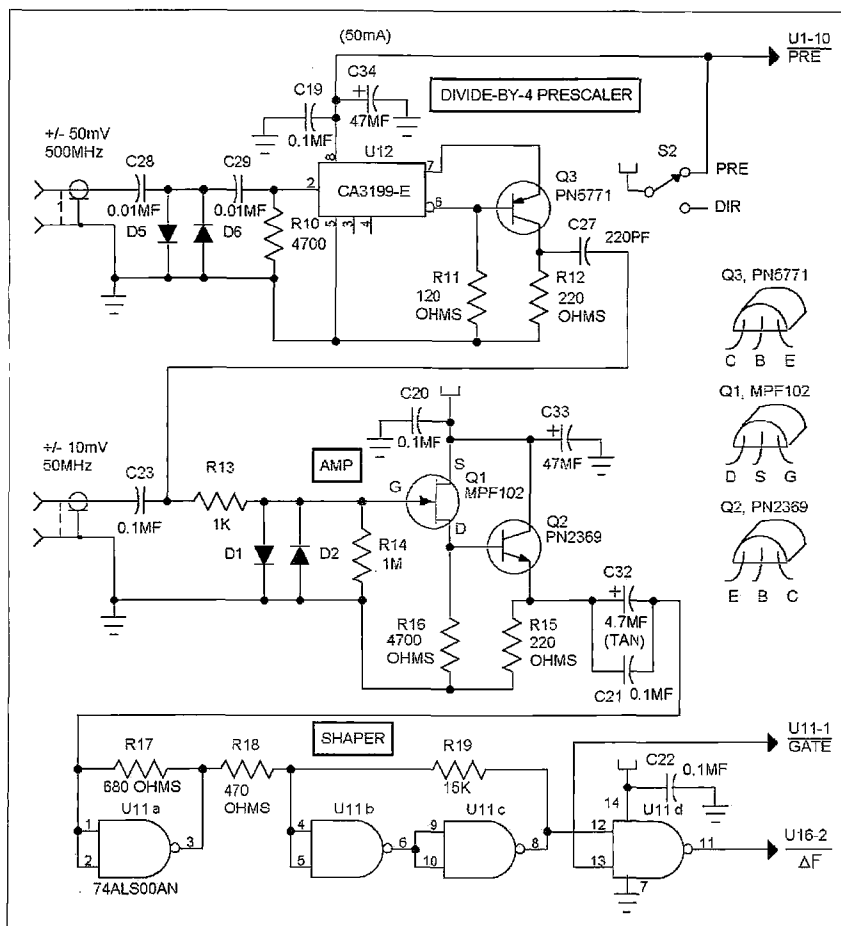 (50mA)
U1-10
PRE
C19
0.1MF
C34
+
47MF
DIVIDE-BY-4 PRESCALER
+/- 50mV
500MHz
C28
0.01MF
C29
0.01MF
D5
D6
R10
4700
U12
CA3199-E
8
2
7
6
5
3
4
Q3
PN5771
C27
220PF
S2
PRE
DIR
R11
120
OHMS
R12
220
OHMS
Q3, PN5771
C B E
Q1, MPF102
D S G
Q2, PN2369
E B C
+/- 10mV
50MHz
C23
0.1MF
R13
1K
AMP
D1
D2
R14
1M
C20
0.1MF
G
S
D
Q1
MPF102
C33
+
47MF
Q2
PN2369
R16
4700
OHMS
R15
220
OHMS
C32
+
4.7MF
(TAN)
C21
0.1MF
SHAPER
R17
680 OHMS
R18
470
OHMS
R19
15K
U11a
1
2
3
74ALS00AN
U11b
4
5
6
U11c
9
10
8
U11-1
GATE
C22
0.1MF
14
U11d
12
13
11
7
U16-2
ΔF